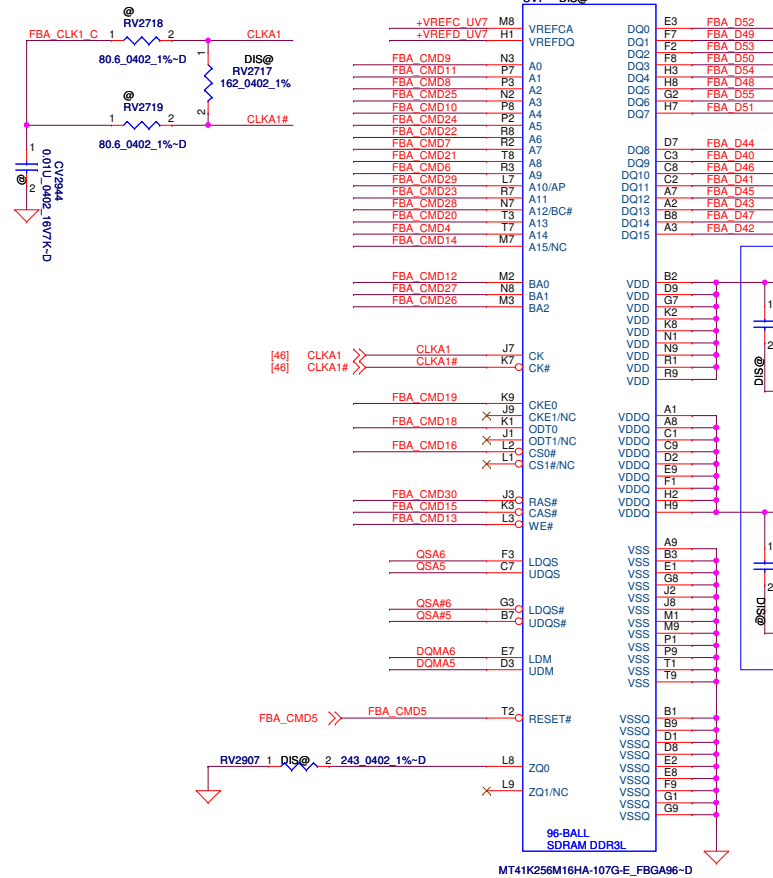 UV7 DIS@
@
RV2718
FBA_CLK1_C 1 2 CLKA1
80.6_0402_1%~D
1
DIS@
RV2717
162_0402_1%
2
@
RV2719
1 2 CLKA1#
80.6_0402_1%~D
1
2
@
CV2944
0.01U_0402_16V7K~D
+VREFC_UV7 M8 VREFCA
+VREFD_UV7 H1 VREFDQ
FBA_CMD9 N3 A0
FBA_CMD11 P7 A1
FBA_CMD8 P3 A2
FBA_CMD25 N2 A3
FBA_CMD10 P8 A4
FBA_CMD24 P2 A5
FBA_CMD22 R8 A6
FBA_CMD7 R2 A7
FBA_CMD21 T8 A8
FBA_CMD6 R3 A9
FBA_CMD29 L7 A10/AP
FBA_CMD23 R7 A11
FBA_CMD28 N7 A12/BC#
FBA_CMD20 T3 A13
FBA_CMD4 T7 A14
FBA_CMD14 M7 A15/NC
FBA_CMD12 M2 BA0
FBA_CMD27 N8 BA1
FBA_CMD26 M3 BA2
[46] CLKA1 CLKA1 J7 CK
[46] CLKA1# CLKA1# K7 CK#
FBA_CMD19 K9 CKE0
J9 CKE1/NC
FBA_CMD18 K1 ODT0
J1 ODT1/NC
FBA_CMD16 L2 CS0#
L1 CS1#/NC
FBA_CMD30 J3 RAS#
FBA_CMD15 K3 CAS#
FBA_CMD13 L3 WE#
QSA6 F3 LDQS
QSA5 C7 UDQS
QSA#6 G3 LDQS#
QSA#5 B7 UDQS#
DQMA6 E7 LDM
DQMA5 D3 UDM
FBA_CMD5 FBA_CMD5 T2 RESET#
RV2907 1 DIS@ 2 243_0402_1%~D L8 ZQ0
L9 ZQ1/NC
DQ0 E3 FBA_D52
DQ1 F7 FBA_D49
DQ2 F2 FBA_D53
DQ3 F8 FBA_D50
DQ4 H3 FBA_D54
DQ5 H8 FBA_D48
DQ6 G2 FBA_D55
DQ7 H7 FBA_D51
DQ8 D7 FBA_D44
DQ9 C3 FBA_D40
DQ10 C8 FBA_D46
DQ11 C2 FBA_D41
DQ12 A7 FBA_D45
DQ13 A2 FBA_D43
DQ14 B8 FBA_D47
DQ15 A3 FBA_D42
VDD B2
VDD D9
VDD G7
VDD K2
VDD K8
VDD N1
VDD N9
VDD R1
VDD R9
VDDQ A1
VDDQ A8
VDDQ C1
VDDQ C9
VDDQ D2
VDDQ E9
VDDQ F1
VDDQ H2
VDDQ H9
VSS A9
VSS B3
VSS E1
VSS G8
VSS J2
VSS J8
VSS M1
VSS M9
VSS P1
VSS P9
VSS T1
VSS T9
VSSQ B1
VSSQ B9
VSSQ D1
VSSQ D8
VSSQ E2
VSSQ E8
VSSQ F9
VSSQ G1
VSSQ G9
1
2
DIS@
1
2
DIS@
96-BALL
SDRAM DDR3L
MT41K256M16HA-107G-E_FBGA96~D